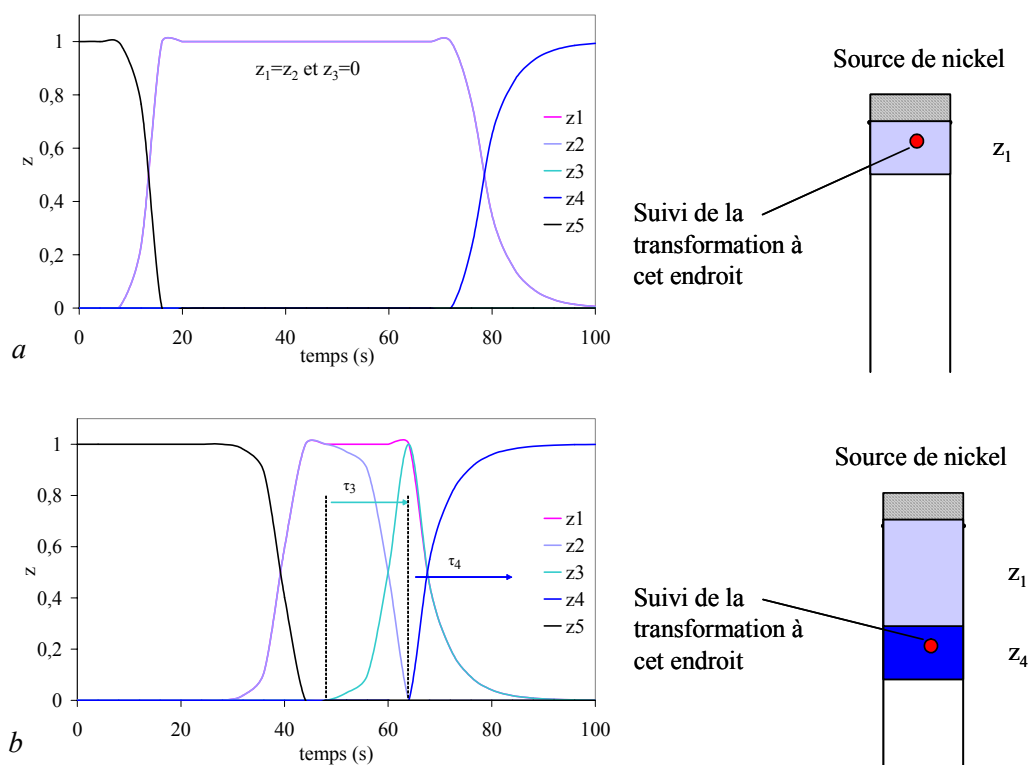 1
0,8
0,6
0,4
0,2
0
z
z₁=z₂ et z₃=0
z1
z2
z3
z4
z5
0
20
40
60
80
100
temps (s)
a
Source de nickel
z₁
Suivi de la
transformation à
cet endroit
1
0,8
0,6
0,4
0,2
0
z
τ₃
τ₄
z1
z2
z3
z4
z5
0
20
40
60
80
100
temps (s)
b
Source de nickel
z₁
Suivi de la
transformation à
cet endroit
z₄